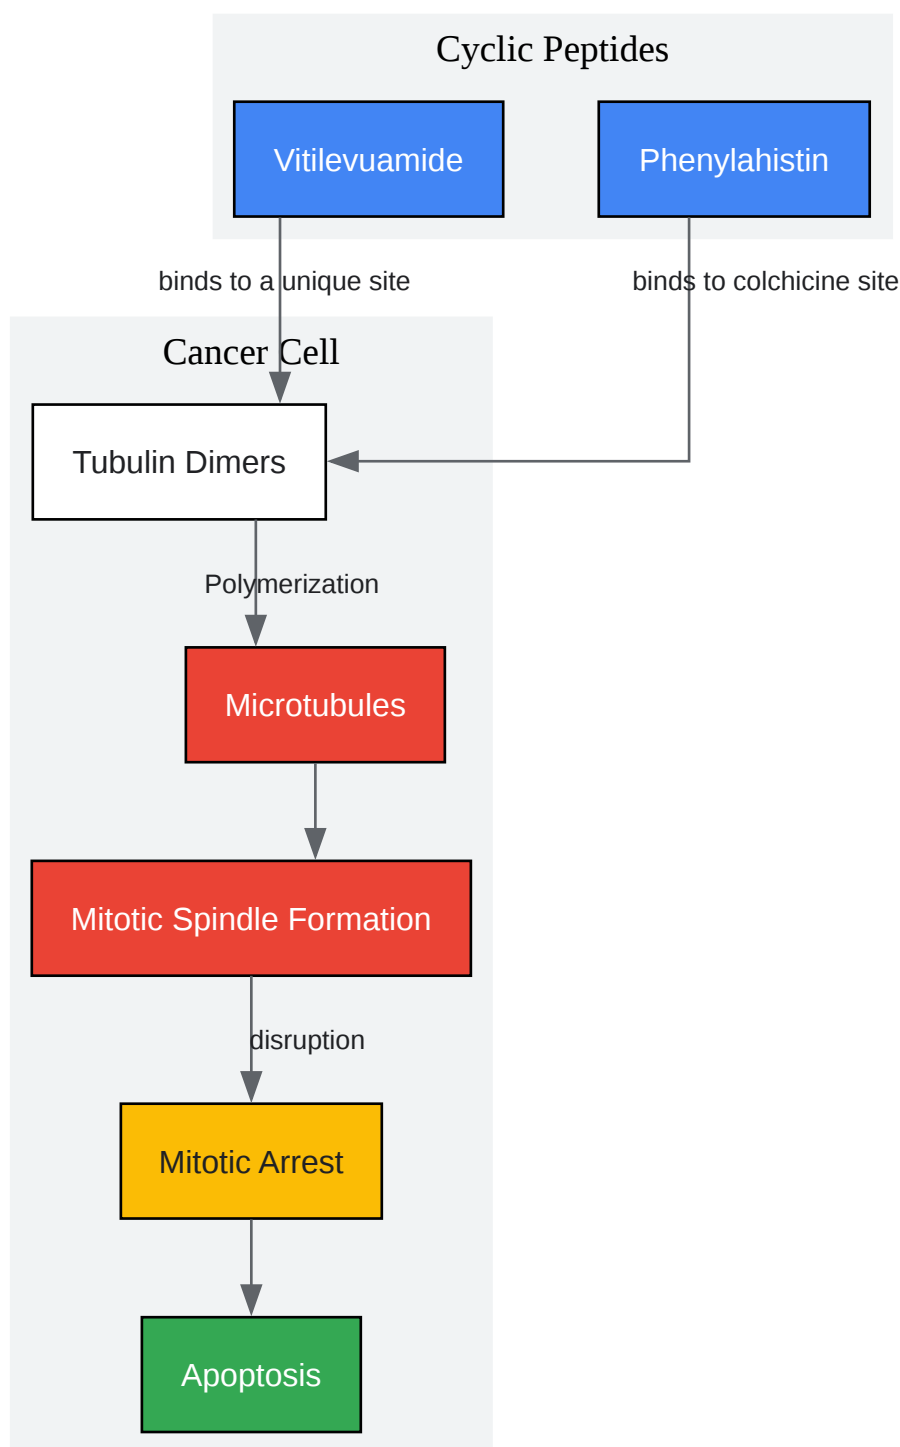 Cyclic Peptides
Vitilevuamide
Phenylahistin
binds to a unique site
binds to colchicine site
Cancer Cell
Tubulin Dimers
Polymerization
Microtubules
Mitotic Spindle Formation
disruption
Mitotic Arrest
Apoptosis